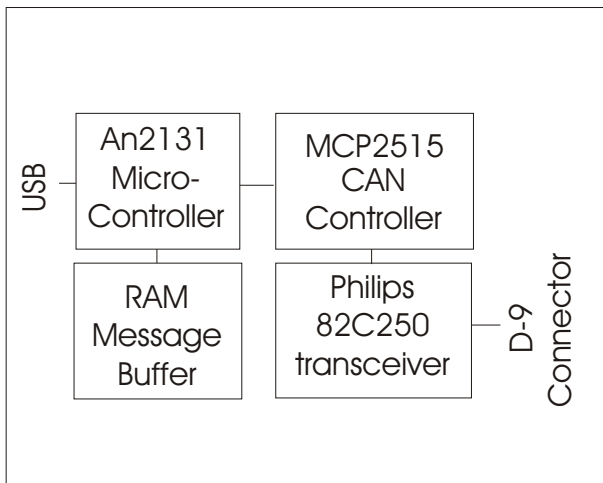 USB
An2131
Micro-
Controller
MCP2515
CAN
Controller
RAM
Message
Buffer
Philips
82C250
transceiver
D-9
Connector